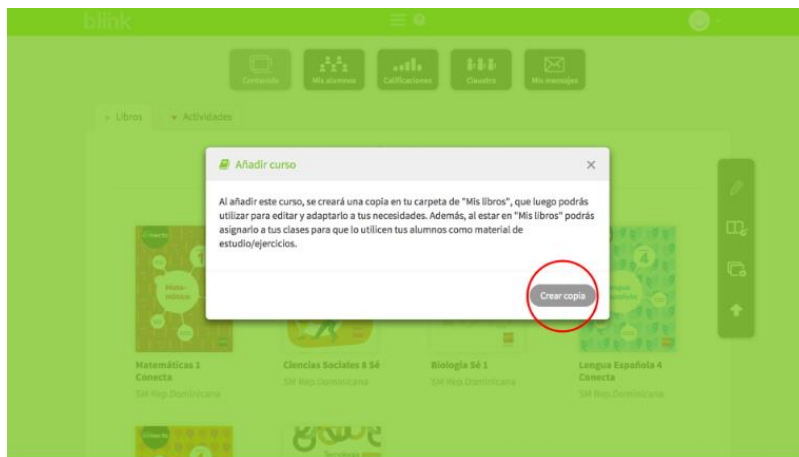 blink
Contenido
Mis alumnos
Calificaciones
Claustro
Mis mensajes
Libros
Actividades
Añadir curso
Al añadir este curso, se creará una copia en tu carpeta de "Mis libros", que luego podrás
utilizar para editar y adaptarlo a tus necesidades. Además, al estar en "Mis libros" podrás
asignarlo a tus clases para que lo utilicen tus alumnos como material de
estudio/ejercicios.
Crear copia
Matemáticas 1
Conecta
SM Rep.Dominicana
Ciencias Sociales 8 Sé
SM Rep.Dominicana
Biología Sé 1
SM Rep.Dominicana
Lengua Española 4
Conecta
SM Rep.Dominicana